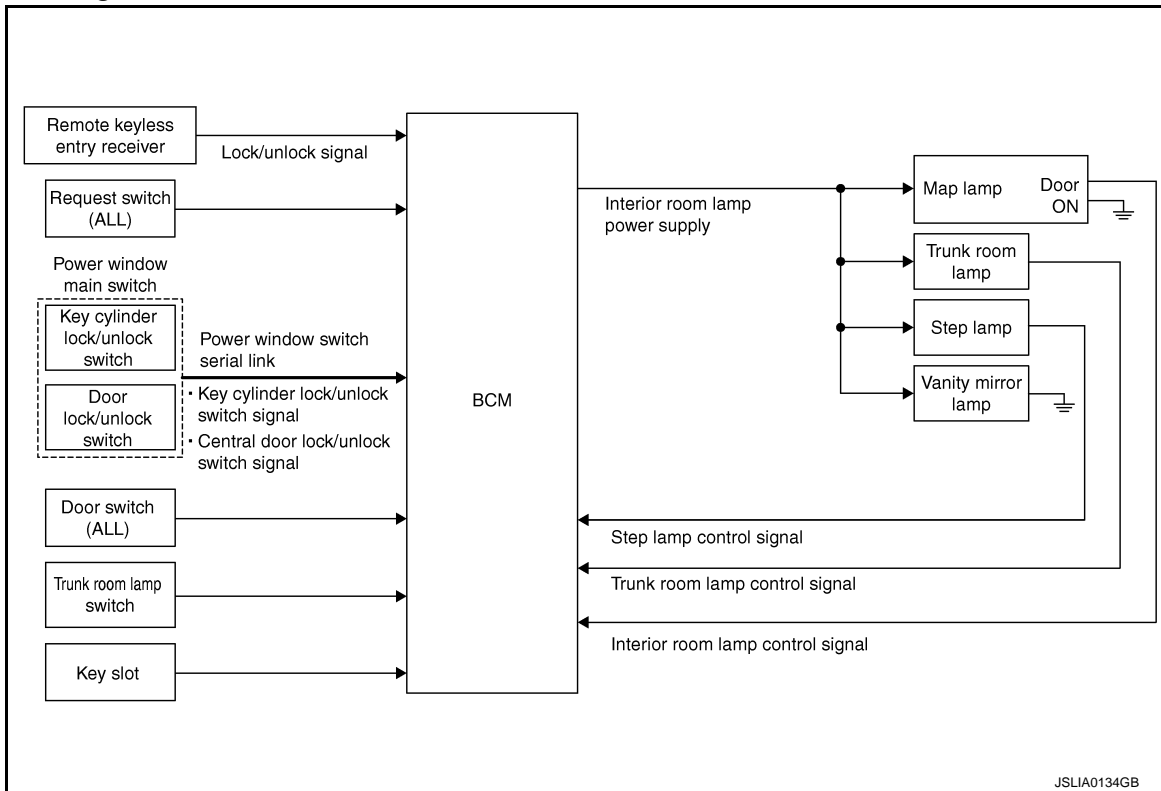 Remote keyless
entry receiver
Lock/unlock signal
Request switch
(ALL)
Power window
main switch
Key cylinder
lock/unlock
switch
Door
lock/unlock
switch
Power window switch
serial link
· Key cylinder lock/unlock
switch signal
· Central door lock/unlock
switch signal
Door switch
(ALL)
Trunk room lamp
switch
Key slot
BCM
Interior room lamp
power supply
Map lamp
Door
ON
Trunk room
lamp
Step lamp
Vanity mirror
lamp
Step lamp control signal
Trunk room lamp control signal
Interior room lamp control signal
JSLIA0134GB